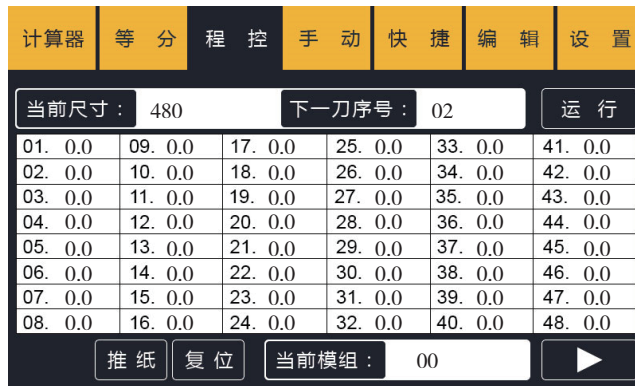 计算器 等分 程控 手动 快捷 编辑 设置
当前尺寸： 480 下一刀序号： 02 运行
01. 0.0 09. 0.0 17. 0.0 25. 0.0 33. 0.0 41. 0.0
02. 0.0 10. 0.0 18. 0.0 26. 0.0 34. 0.0 42. 0.0
03. 0.0 11. 0.0 19. 0.0 27. 0.0 35. 0.0 43. 0.0
04. 0.0 12. 0.0 20. 0.0 28. 0.0 36. 0.0 44. 0.0
05. 0.0 13. 0.0 21. 0.0 29. 0.0 37. 0.0 45. 0.0
06. 0.0 14. 0.0 22. 0.0 30. 0.0 38. 0.0 46. 0.0
07. 0.0 15. 0.0 23. 0.0 31. 0.0 39. 0.0 47. 0.0
08. 0.0 16. 0.0 24. 0.0 32. 0.0 40. 0.0 48. 0.0
推纸 复位 当前模组： 00